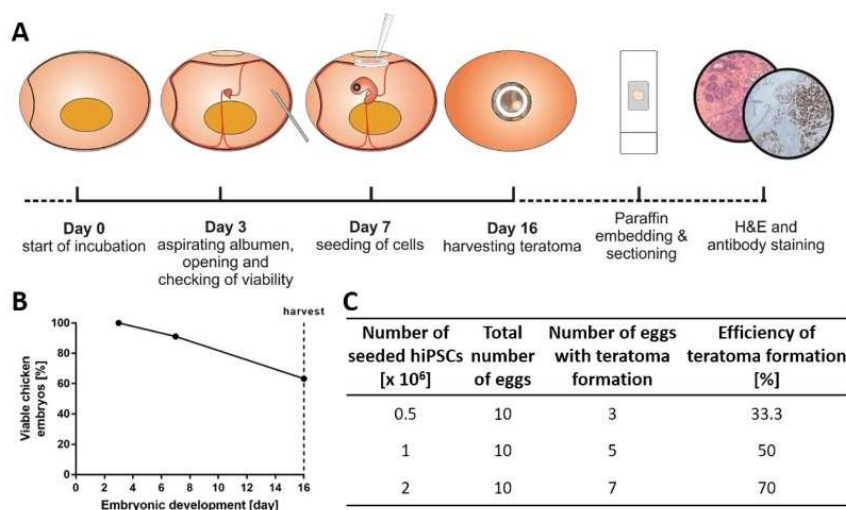 A
Day 0
start of incubation
Day 3
aspirating albumen,
opening and
checking of viability
Day 7
seeding of cells
Day 16
harvesting teratoma
Paraffin
embedding &
sectioning
H&E and
antibody staining
B
harvest
Viable chicken
embryos [%]
100
80
60
40
20
0
0 2 4 6 8 10 12 14 16
Embryonic development [day]
C
Number of seeded hiPSCs [x 10⁶] Total number of eggs Number of eggs with teratoma formation Efficiency of teratoma formation [%]
0.5 10 3 33.3
1 10 5 50
2 10 7 70